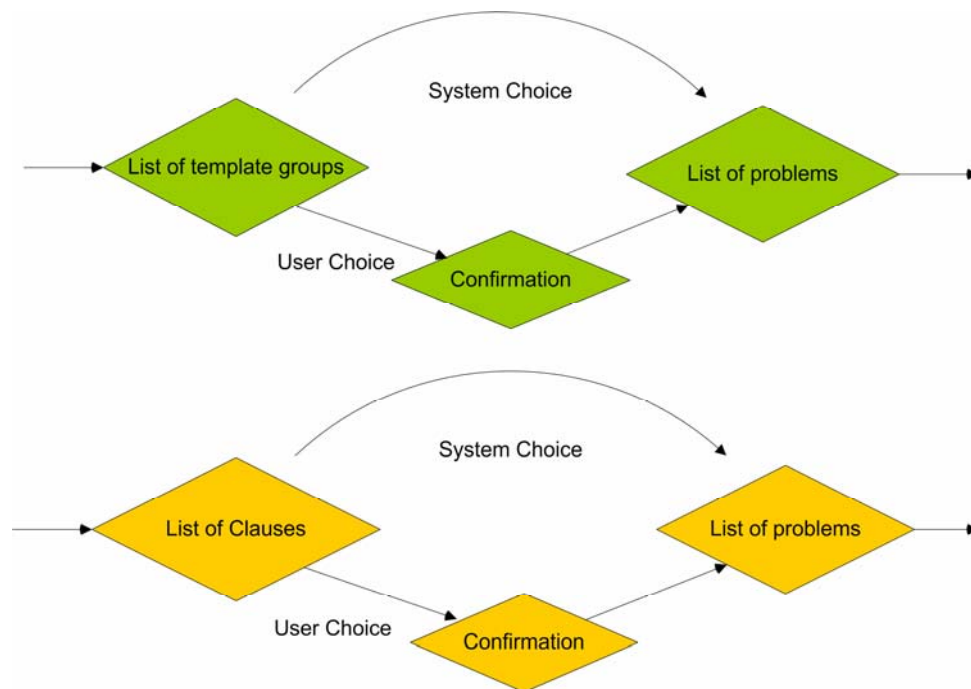 System Choice
List of template groups
List of problems
User Choice
Confirmation
System Choice
List of Clauses
List of problems
User Choice
Confirmation